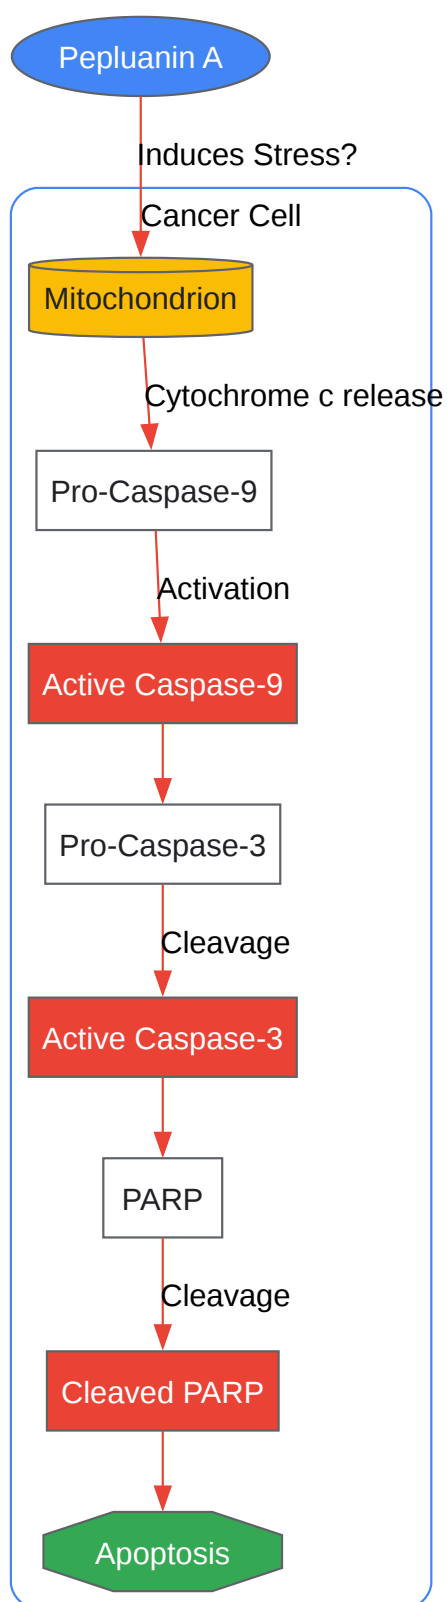 Pepluanin A
Induces Stress?
Cancer Cell
Mitochondrion
Cytochrome c release
Pro-Caspase-9
Activation
Active Caspase-9
Pro-Caspase-3
Cleavage
Active Caspase-3
PARP
Cleavage
Cleaved PARP
Apoptosis